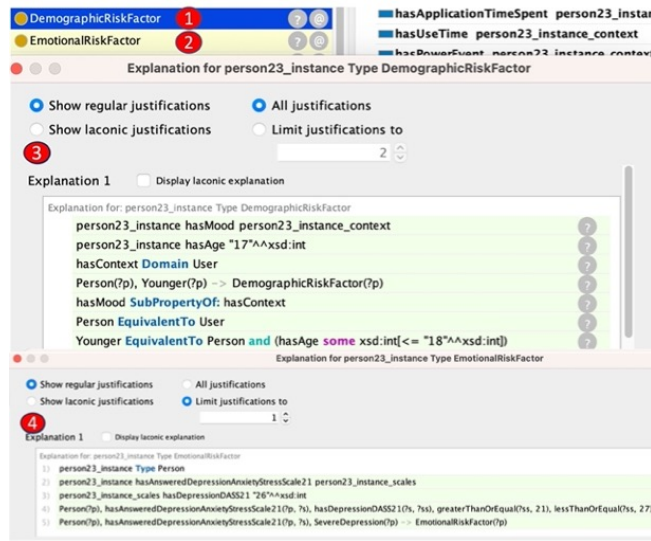 DemographicRiskFactor 1 ? @
EmotionalRiskFactor 2 ? @
hasApplicationTimeSpent person23_instan
hasUseTime person23_instance_context
hasPowerEvent person23_instance_context
Explanation for person23_instance Type DemographicRiskFactor
Show regular justifications All justifications
Show laconic justifications Limit justifications to
3 2
Explanation 1 Display laconic explanation
Explanation for: person23_instance Type DemographicRiskFactor
person23_instance hasMood person23_instance_context ?
person23_instance hasAge "17"^^xsd:int ?
hasContext Domain User ?
Person(?p), Younger(?p) -> DemographicRiskFactor(?p) ?
hasMood SubPropertyOf: hasContext ?
Person EquivalentTo User ?
Younger EquivalentTo Person and (hasAge some xsd:int[<= "18"^^xsd:int]) ?
Explanation for person23_instance Type EmotionalRiskFactor
Show regular justifications All justifications
Show laconic justifications Limit justifications to
4 1
Explanation 1 Display laconic explanation
Explanation for: person23_instance Type EmotionalRiskFactor
1) person23_instance Type Person
2) person23_instance hasAnsweredDepressionAnxietyStressScale21 person23_instance_scales
3) person23_instance_scales hasDepressionDASS21 "26"^^xsd:int
4) Person(?p), hasAnsweredDepressionAnxietyStressScale21(?p, ?s), hasDepressionDASS21(?s, ?ss), greaterThanOrEqual(?ss, 21), lessThanOrEqual(?ss, 27)
5) Person(?p), hasAnsweredDepressionAnxietyStressScale21(?p, ?s), SevereDepression(?p) -> EmotionalRiskFactor(?p)